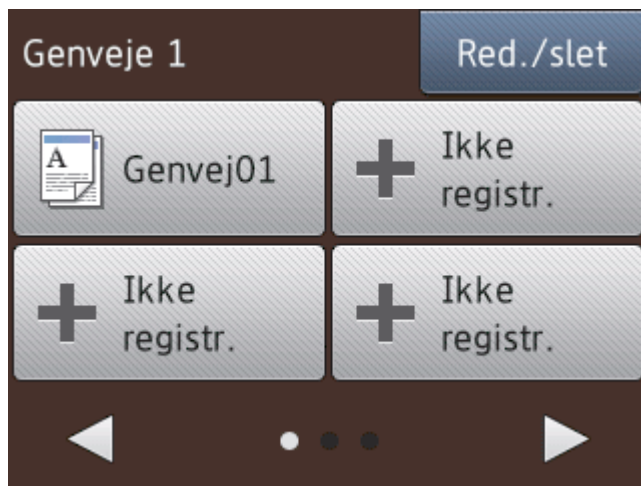 Genveje 1
Red./slet
Genvej01
Ikke
registr.
Ikke
registr.
Ikke
registr.